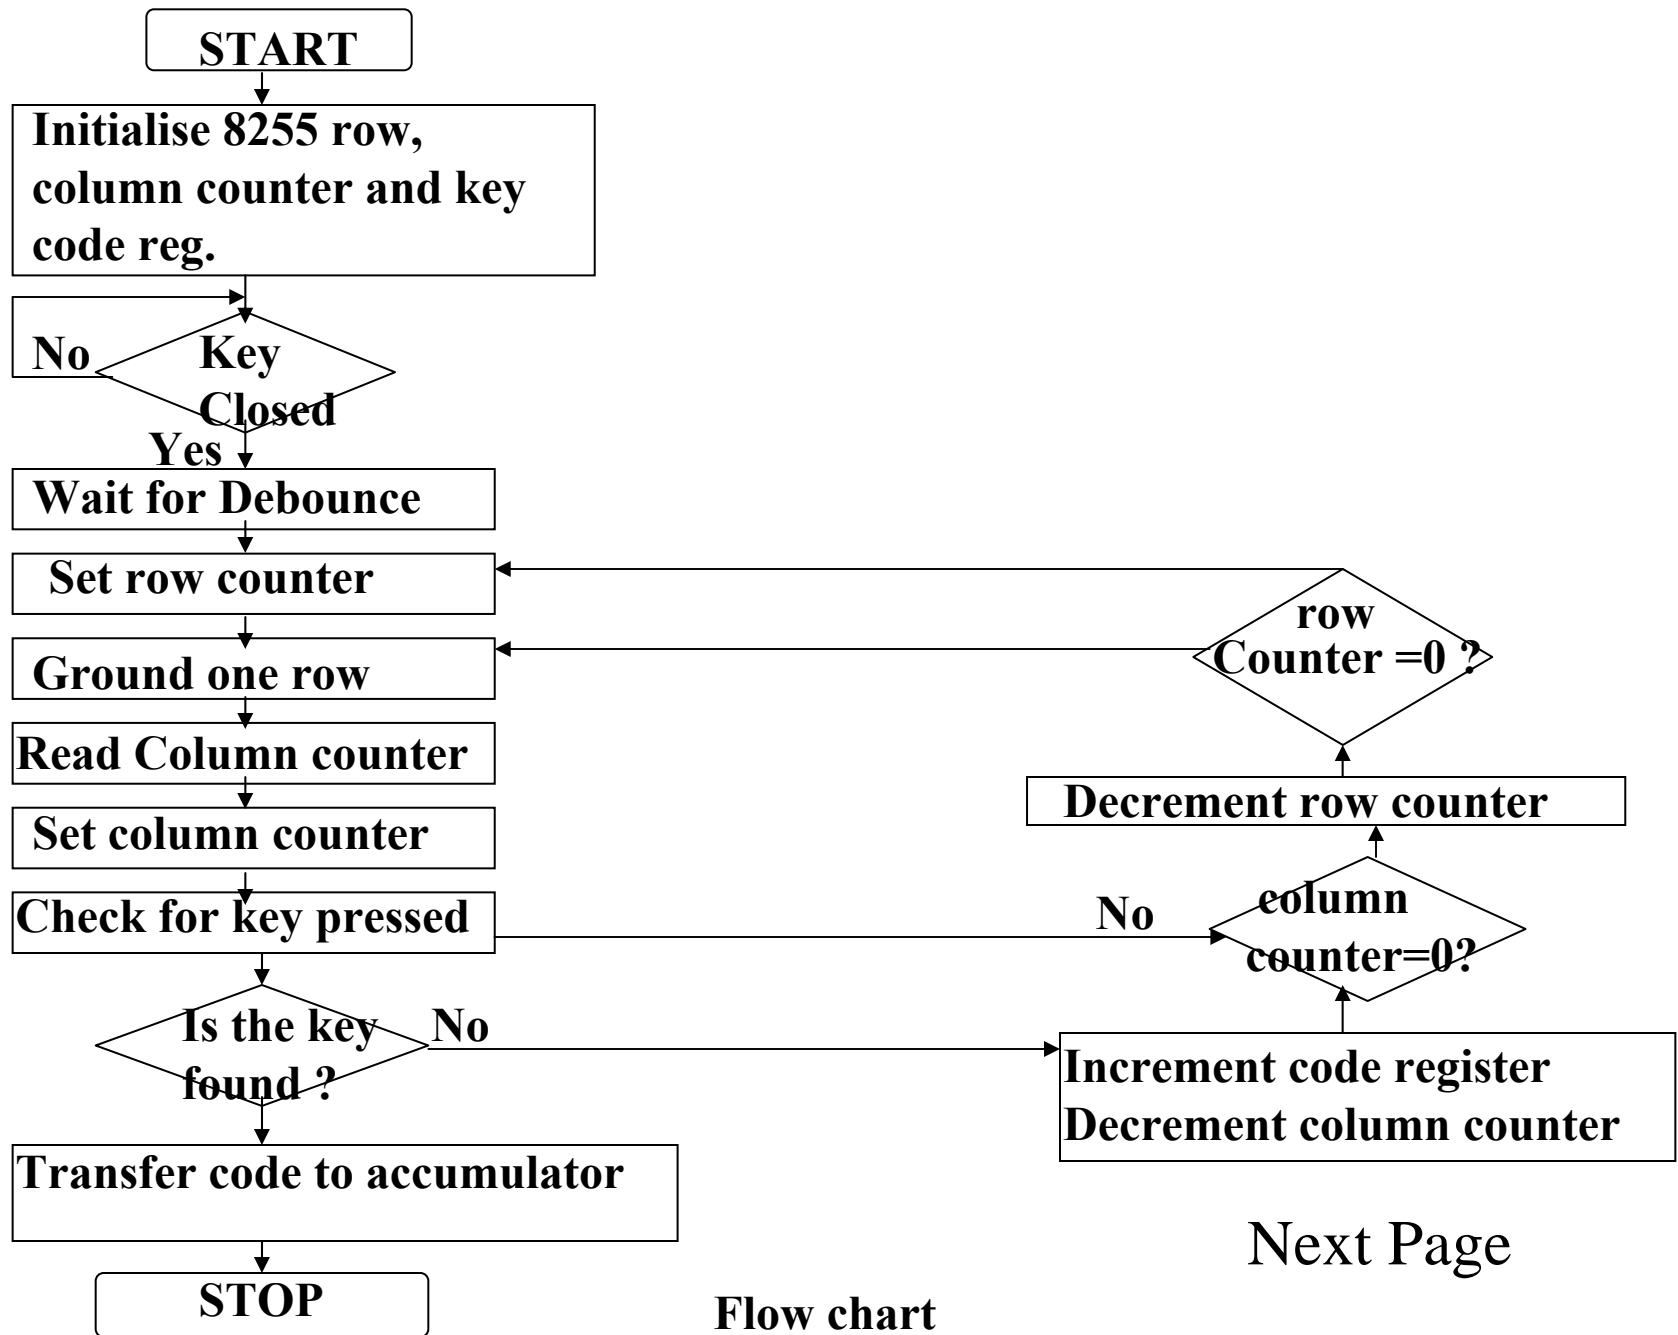 START
Initialise 8255 row,
column counter and key
code reg.
No
Key
Closed
Yes
Wait for Debounce
Set row counter
Ground one row
Read Column counter
Set column counter
Check for key pressed
Is the key
found ?
No
Transfer code to accumulator
STOP
row
Counter =0 ?
Decrement row counter
No
column
counter=0?
Increment code register
Decrement column counter
Next Page
Flow chart